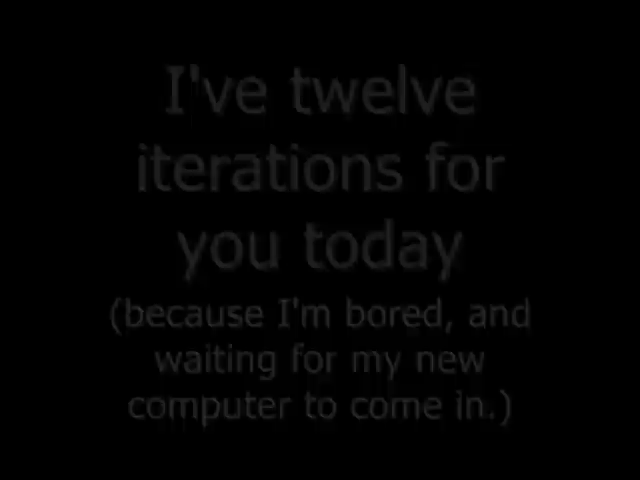 I've twelve
iterations for
you today
(because I'm bored, and
waiting for my new
computer to come in.)